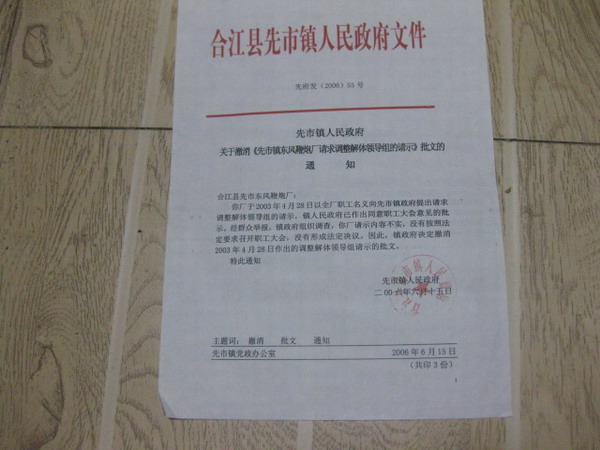 合江县先市镇人民政府文件
先府发（2006）55 号
先市镇人民政府
关于撤消《先市镇东风鞭炮厂请求调整解体领导组的请示》批文的
通 知
合江县先市东风鞭炮厂：
你厂于2003年4月28日以全厂职工名义向先市镇政府提出请求
调整解体领导组的请示，镇人民政府已作出同意职工大会意见的批
示。经群众举报，镇政府组织调查，你厂请示内容不实，没有按照法
定要求召开职工大会，没有形成法定决议。因此，镇政府决定撤消
2003年4月28日作出的调整解体领导组请示的批文。
特此通知
先市镇人民政府
二00六年六月十五日
主题词： 撤消 批文 通知
先市镇党政办公室 2006年6月15日
（共印3份）
1